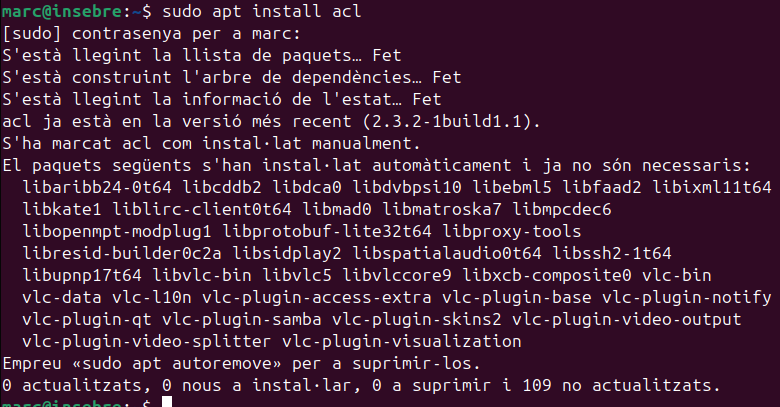 marc@insebre:~$ sudo apt install acl
[sudo] contrasenya per a marc:
S'està llegint la llista de paquets… Fet
S'està construint l'arbre de dependències… Fet
S'està llegint la informació de l'estat… Fet
acl ja està en la versió més recent (2.3.2-1build1.1).
S'ha marcat acl com instal·lat manualment.
El paquets següents s'han instal·lat automàticament i ja no són necessaris:
  libaribb24-0t64 libcddb2 libdca0 libdvbpsi10 libebml5 libfaad2 libixml11t64
  libkate1 liblirc-client0t64 libmad0 libmatroska7 libmpcdec6
  libopenmpt-modplug1 libprotobuf-lite32t64 libproxy-tools
  libresid-builder0c2a libsidplay2 libspatialaudio0t64 libssh2-1t64
  libupnp17t64 libvlc-bin libvlc5 libvlccore9 libxcb-composite0 vlc-bin
  vlc-data vlc-l10n vlc-plugin-access-extra vlc-plugin-base vlc-plugin-notify
  vlc-plugin-qt vlc-plugin-samba vlc-plugin-skins2 vlc-plugin-video-output
  vlc-plugin-video-splitter vlc-plugin-visualization
Empreu «sudo apt autoremove» per a suprimir-los.
0 actualitzats, 0 nous a instal·lar, 0 a suprimir i 109 no actualitzats.
marc@insebre:~$